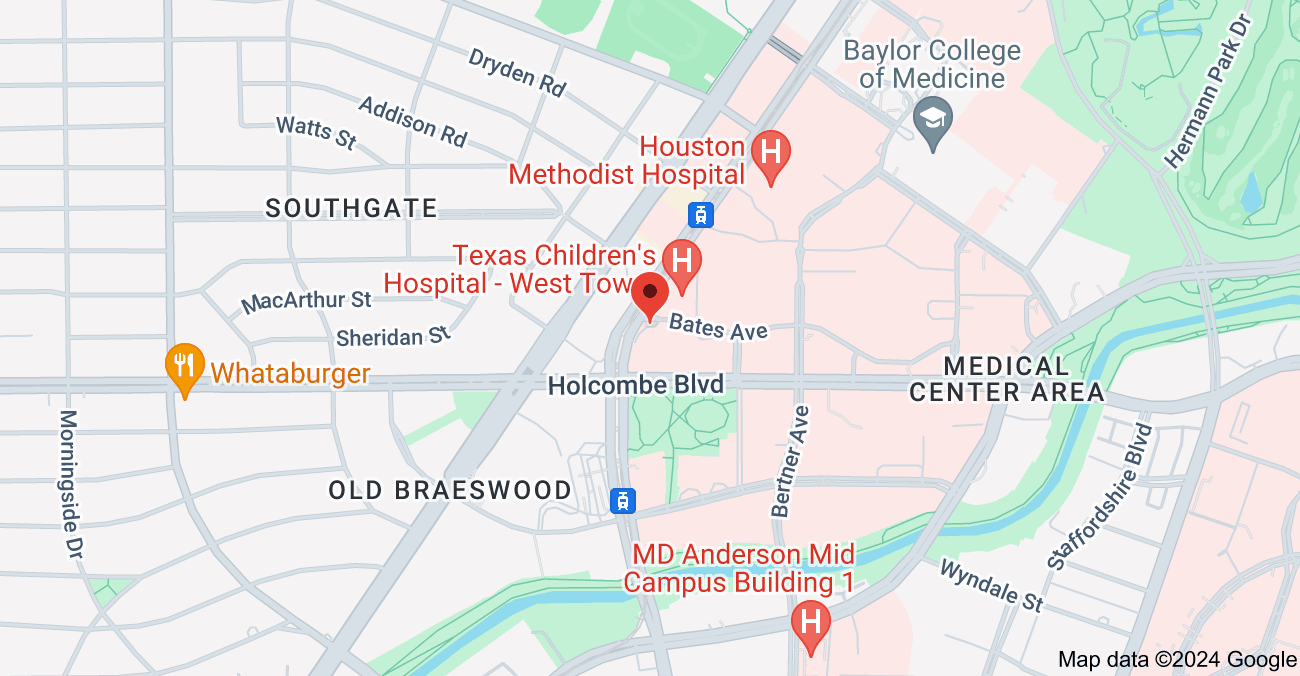 Baylor College
of Medicine
Hermann Park Dr
Dryden Rd
Addison Rd
Watts St
Houston
Methodist Hospital
H
SOUTHGATE
Texas Children's
Hospital - West Tow
H
MacArthur St
Sheridan St
Bates Ave
Whataburger
Holcombe Blvd
MEDICAL
CENTER AREA
Morningside Dr
Bertner Ave
Staffordshire Blvd
OLD BRAESWOOD
MD Anderson Mid
Campus Building 1
H
Wyndale St
Map data ©2024 Google